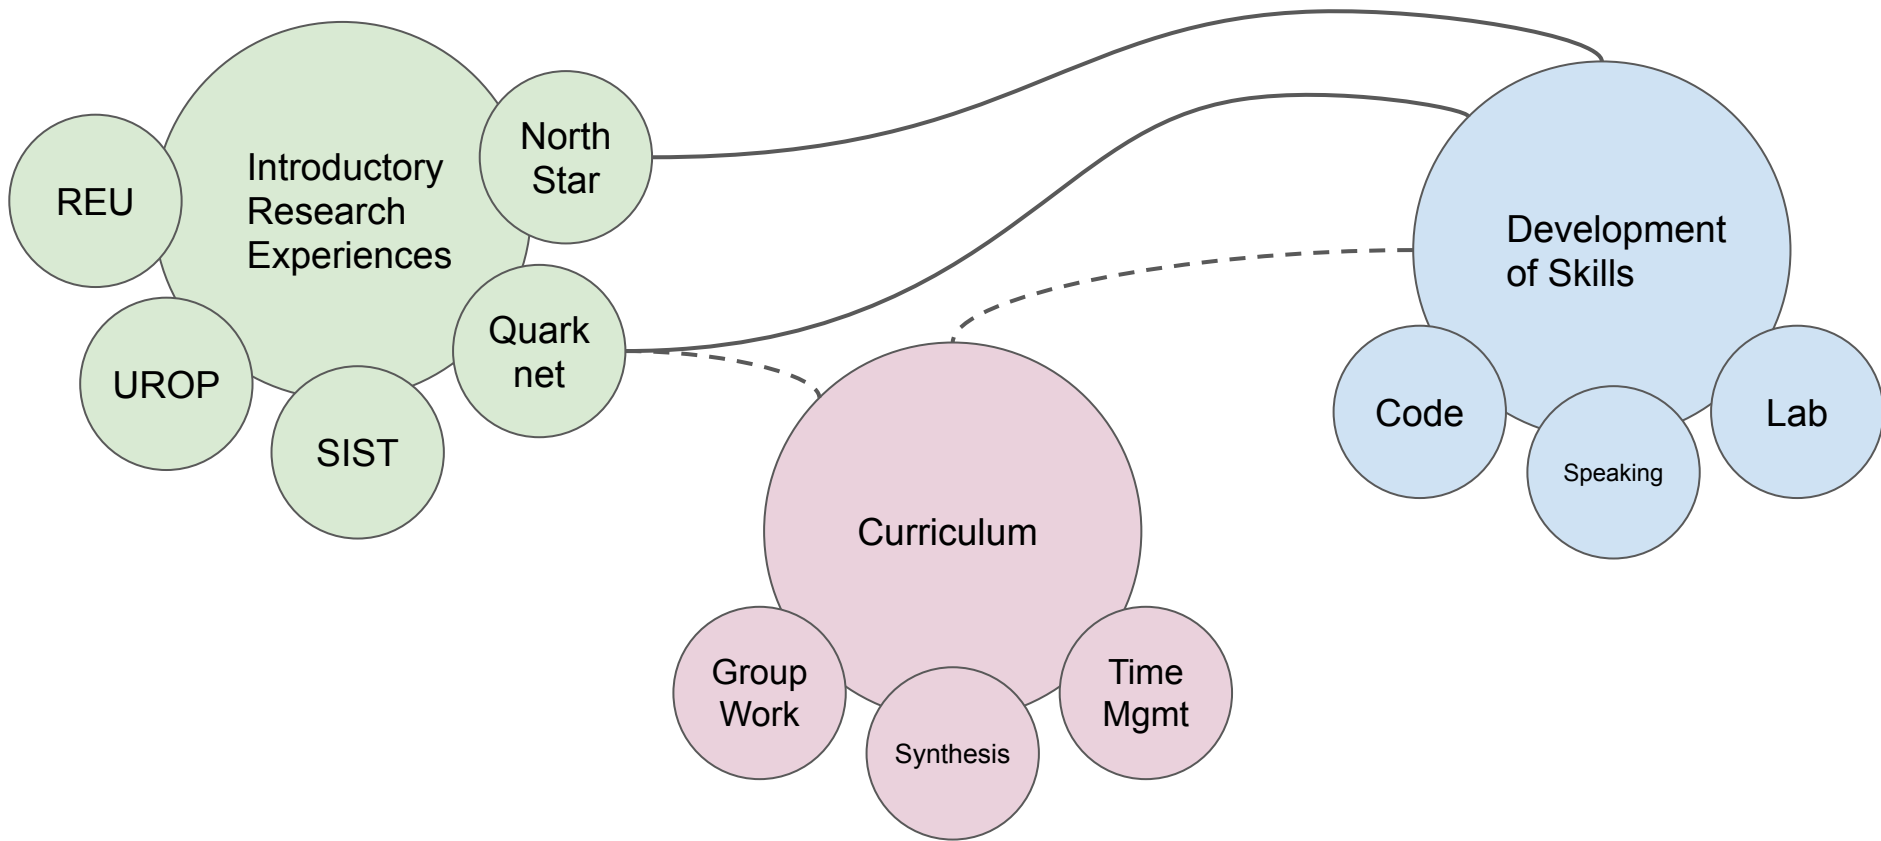 North
Star
Introductory
Research
Experiences
REU
Quark
net
UROP
SIST
Development
of Skills
Code
Speaking
Lab
Curriculum
Group
Work
Synthesis
Time
Mgmt